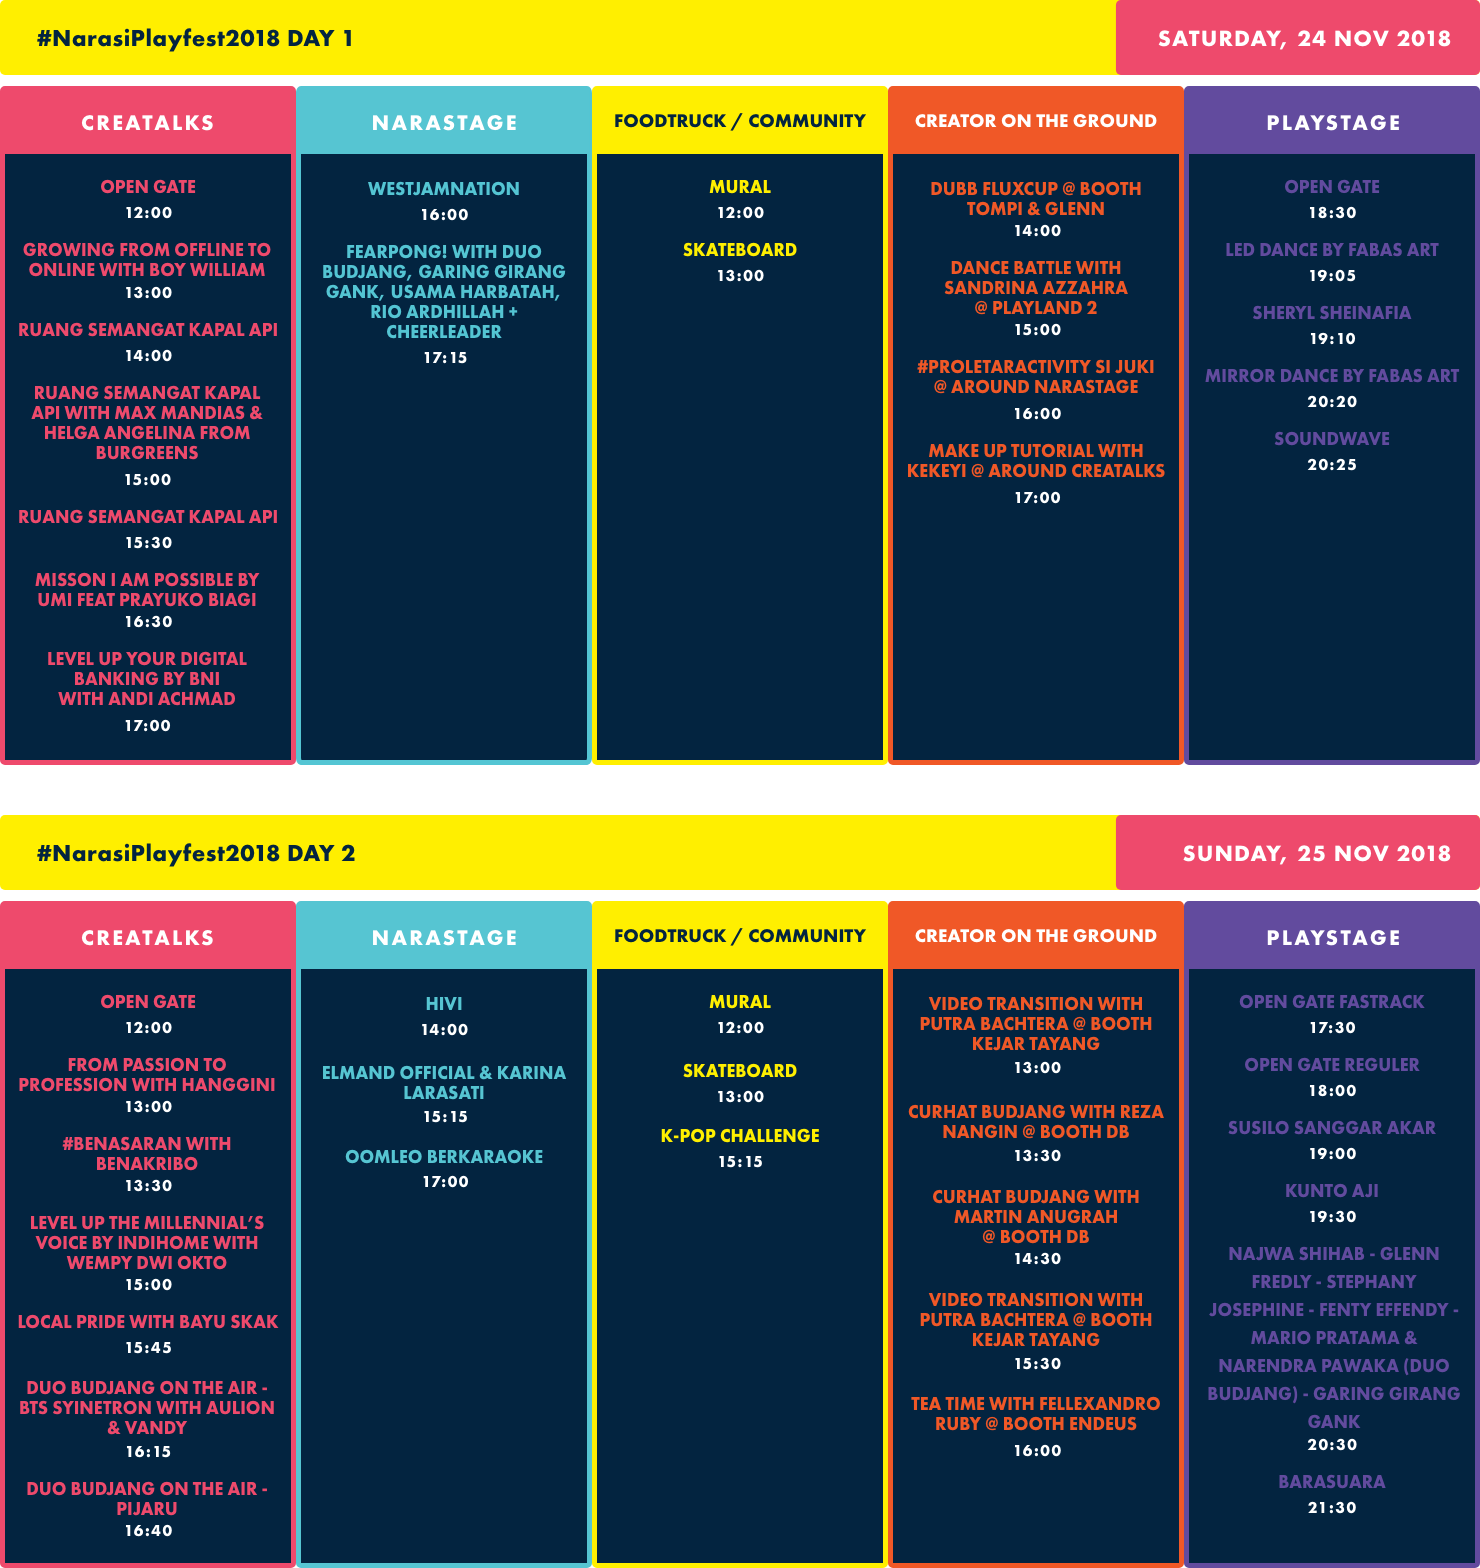 #NarasiPlayfest2018 DAY 1
SATURDAY, 24 NOV 2018
CREATALKS
OPEN GATE
12:00
GROWING FROM OFFLINE TO
ONLINE WITH BOY WILLIAM
13:00
RUANG SEMANGAT KAPAL API
14:00
RUANG SEMANGAT KAPAL
API WITH MAX MANDIAS &
HELGA ANGELINA FROM
BURGREENS
15:00
RUANG SEMANGAT KAPAL API
15:30
MISSON I AM POSSIBLE BY
UMI FEAT PRAYUKO BIAGI
16:30
LEVEL UP YOUR DIGITAL
BANKING BY BNI
WITH ANDI ACHMAD
17:00
NARASTAGE
WESTJAMNATION
16:00
FEARPONG! WITH DUO
BUDJANG, GARING GIRANG
GANK, USAMA HARBATAH,
RIO ARDHILLAH +
CHEERLEADER
17:15
FOODTRUCK / COMMUNITY
MURAL
12:00
SKATEBOARD
13:00
CREATOR ON THE GROUND
DUBB FLUXCUP @ BOOTH
TOMPI & GLENN
14:00
DANCE BATTLE WITH
SANDRINA AZZAHRA
@ PLAYLAND 2
15:00
#PROLETARACTIVITY SI JUKI
@ AROUND NARASTAGE
16:00
MAKE UP TUTORIAL WITH
KEKEYI @ AROUND CREATALKS
17:00
PLAYSTAGE
OPEN GATE
18:30
LED DANCE BY FABAS ART
19:05
SHERYL SHEINAFIA
19:10
MIRROR DANCE BY FABAS ART
20:20
SOUNDWAVE
20:25
#NarasiPlayfest2018 DAY 2
SUNDAY, 25 NOV 2018
CREATALKS
OPEN GATE
12:00
FROM PASSION TO
PROFESSION WITH HANGGINI
13:00
#BENASARAN WITH
BENAKRIBO
13:30
LEVEL UP THE MILLENNIAL’S
VOICE BY INDIHOME WITH
WEMPY DWI OKTO
15:00
LOCAL PRIDE WITH BAYU SKAK
15:45
DUO BUDJANG ON THE AIR -
BTS SYINETRON WITH AULION
& VANDY
16:15
DUO BUDJANG ON THE AIR -
PIJARU
16:40
NARASTAGE
HIVI
14:00
ELMAND OFFICIAL & KARINA
LARASATI
15:15
OOMLEO BERKARAOKE
17:00
FOODTRUCK / COMMUNITY
MURAL
12:00
SKATEBOARD
13:00
K-POP CHALLENGE
15:15
CREATOR ON THE GROUND
VIDEO TRANSITION WITH
PUTRA BACHTERA @ BOOTH
KEJAR TAYANG
13:00
CURHAT BUDJANG WITH REZA
NANGIN @ BOOTH DB
13:30
CURHAT BUDJANG WITH
MARTIN ANUGRAH
@ BOOTH DB
14:30
VIDEO TRANSITION WITH
PUTRA BACHTERA @ BOOTH
KEJAR TAYANG
15:30
TEA TIME WITH FELLEXANDRO
RUBY @ BOOTH ENDEUS
16:00
PLAYSTAGE
OPEN GATE FASTRACK
17:30
OPEN GATE REGULER
18:00
SUSILO SANGGAR AKAR
19:00
KUNTO AJI
19:30
NAJWA SHIHAB - GLENN
FREDLY - STEPHANY
JOSEPHINE - FENTY EFFENDY -
MARIO PRATAMA &
NARENDRA PAWAKA (DUO
BUDJANG) - GARING GIRANG
GANK
20:30
BARASUARA
21:30